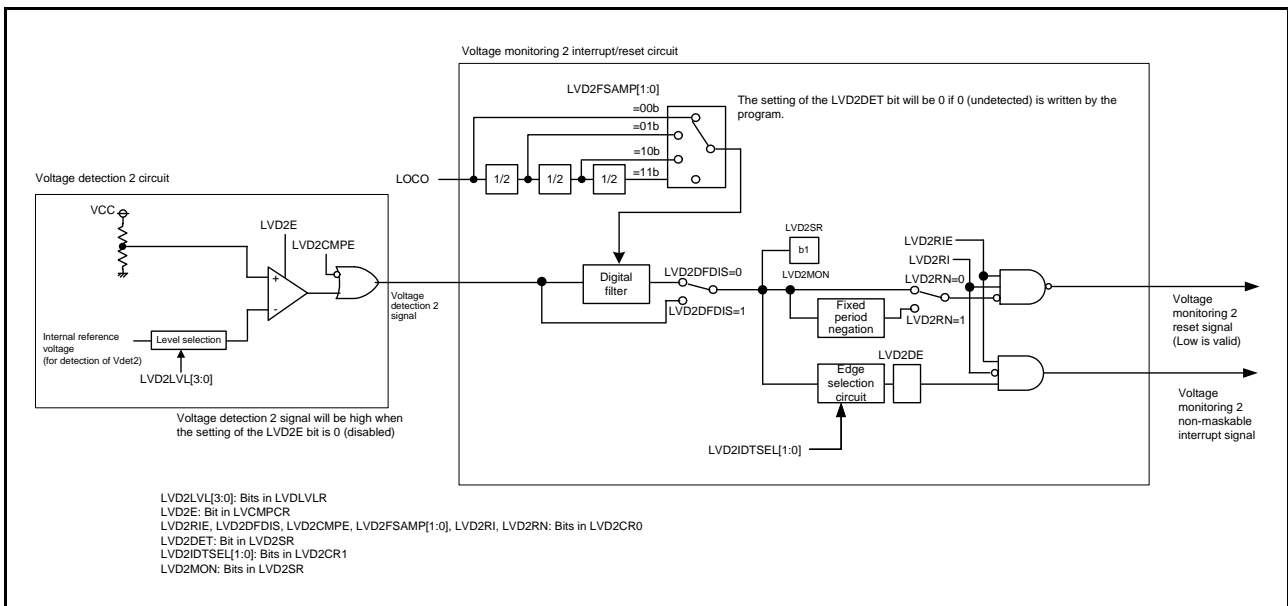 Voltage monitoring 2 interrupt/reset circuit
LVD2FSAMP[1:0]
The setting of the LVD2DET bit will be 0 if 0 (undetected) is written by the
program.
=00b
=01b
=10b
=11b
LOCO
1/2
1/2
1/2
Voltage detection 2 circuit
VCC
LVD2E
LVD2CMPE
+
-
Internal reference
voltage
(for detection of Vdet2)
Level selection
LVD2LVL[3:0]
Voltage
detection 2
signal
Voltage detection 2 signal will be high when
the setting of the LVD2E bit is 0 (disabled)
Digital
filter
LVD2DFDIS=0
LVD2DFDIS=1
LVD2SR
b1
LVD2MON
LVD2RIE
LVD2RI
LVD2RN=0
Fixed
period
negation
LVD2RN=1
LVD2DE
Edge
selection
circuit
LVD2IDTSEL[1:0]
Voltage
monitoring 2
reset signal
(Low is valid)
Voltage
monitoring 2
non-maskable
interrupt signal
LVD2LVL[3:0]: Bits in LVDLVLR
LVD2E: Bit in LVCMPCR
LVD2RIE, LVD2DFDIS, LVD2CMPE, LVD2FSAMP[1:0], LVD2RI, LVD2RN: Bits in LVD2CR0
LVD2DET: Bit in LVD2SR
LVD2IDTSEL[1:0]: Bits in LVD2CR1
LVD2MON: Bits in LVD2SR